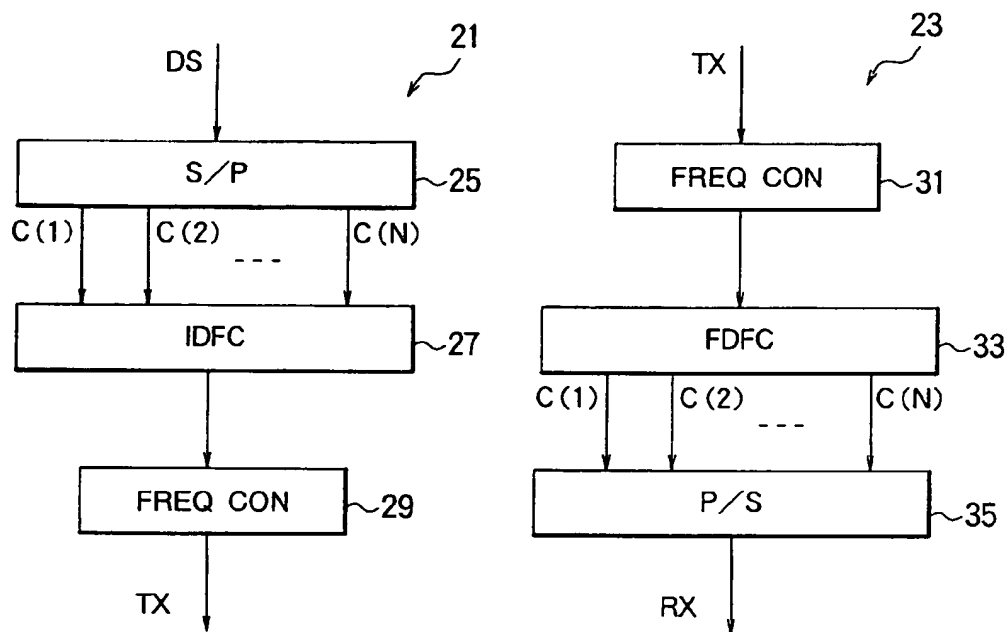 DS
21
S/P
25
C(1)
C(2)
---
C(N)
IDFC
27
FREQ CON
29
TX
TX
23
FREQ CON
31
FDFC
33
C(1)
C(2)
---
C(N)
P/S
35
RX